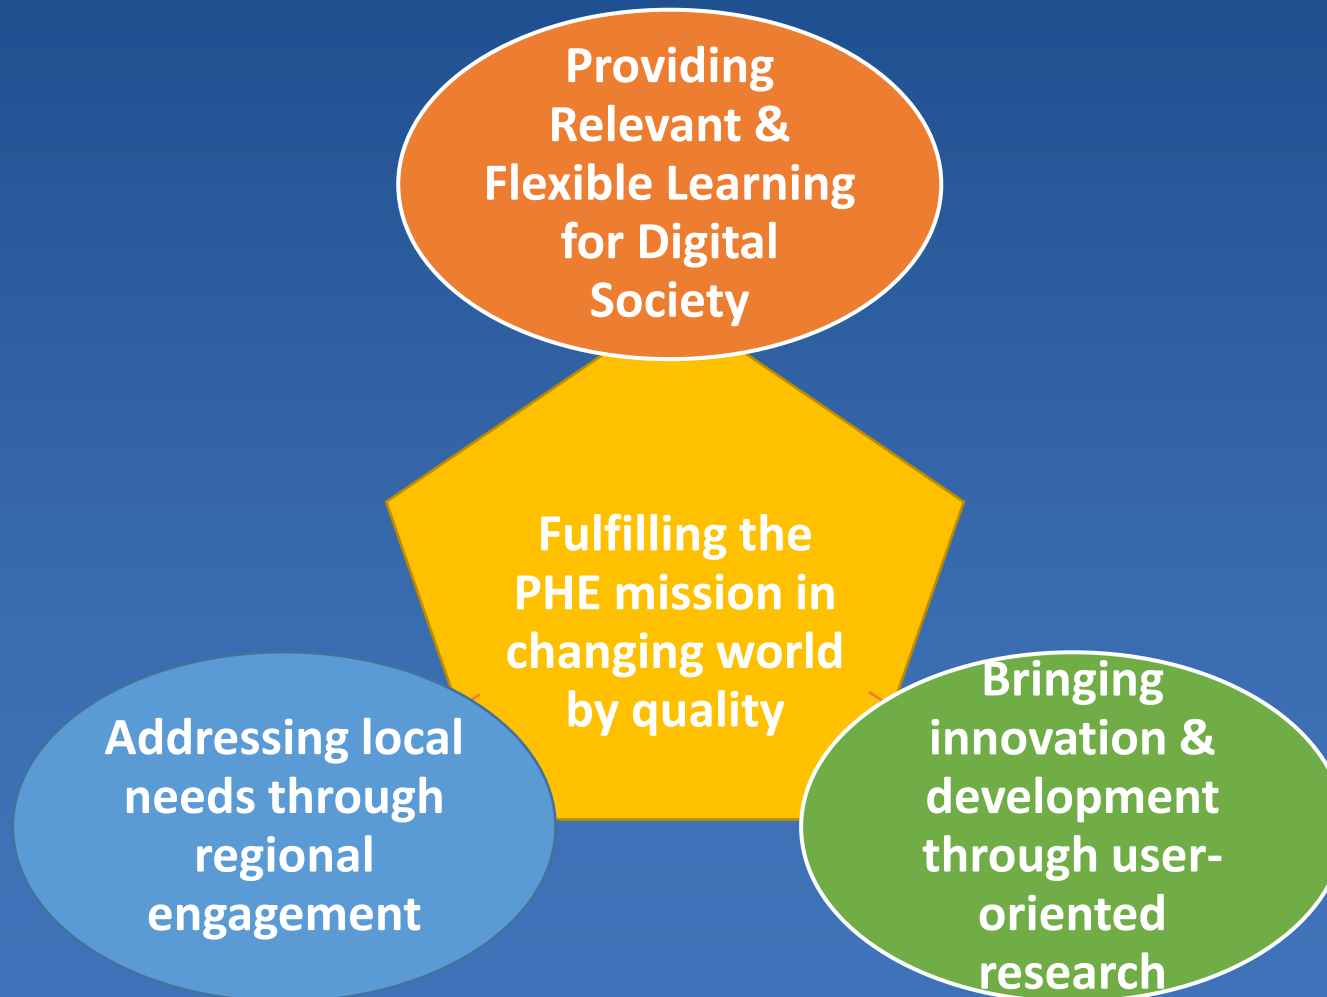 Providing
Relevant &
Flexible Learning
for Digital
Society
Fulfilling the
PHE mission in
changing world
by quality
Addressing local
needs through
regional
engagement
Bringing
innovation &
development
through user-
oriented
research